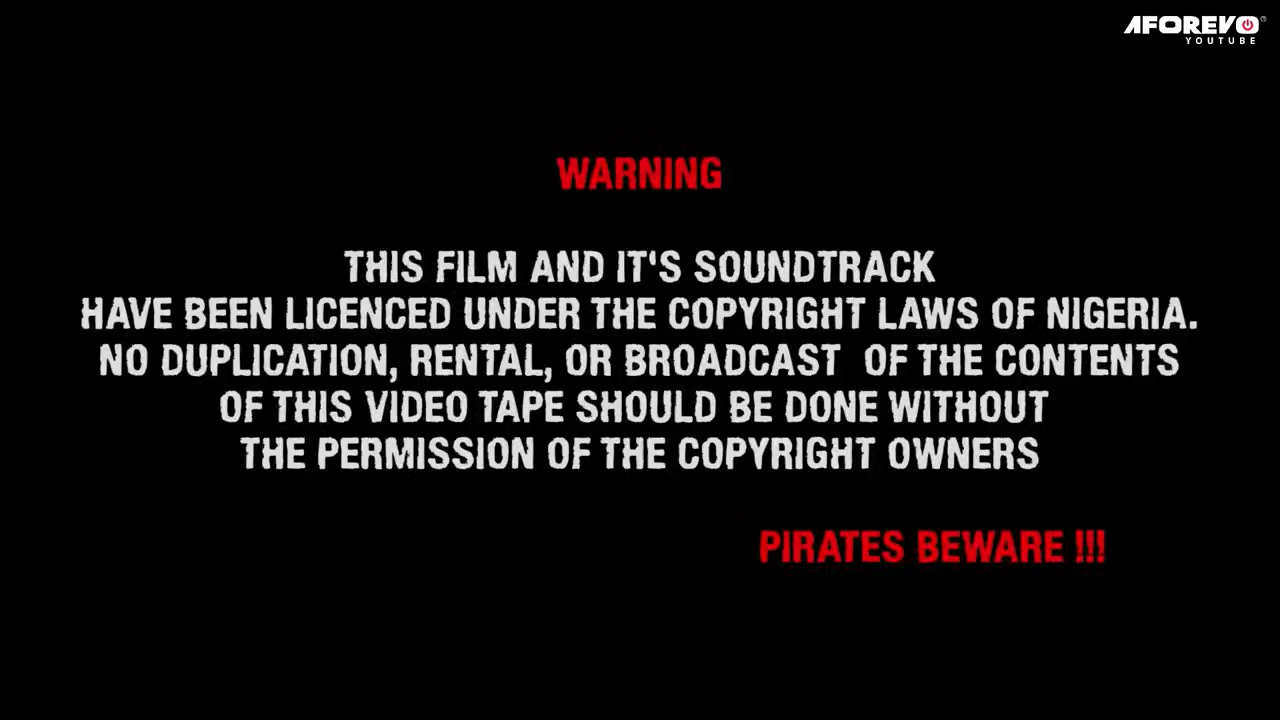 AFOREVO
YOUTUBE
WARNING
THIS FILM AND IT'S SOUNDTRACK
HAVE BEEN LICENCED UNDER THE COPYRIGHT LAWS OF NIGERIA.
NO DUPLICATION, RENTAL, OR BROADCAST  OF THE CONTENTS
OF THIS VIDEO TAPE SHOULD BE DONE WITHOUT
THE PERMISSION OF THE COPYRIGHT OWNERS
PIRATES BEWARE !!!